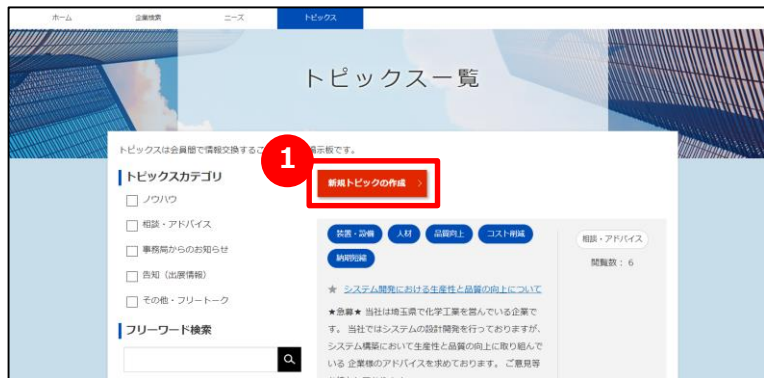 ホーム 企業検索 ニーズ トピックス
トピックス一覧
トピックスは会員間で情報交換するこ 示板です。
1
トピックスカテゴリ
ノウハウ
相談・アドバイス
事務局からのお知らせ
告知（出展情報）
その他・フリートーク
フリーワード検索
新規トピックの作成
装置・設備 人材 品質向上 コスト削減
納期短縮
相談・アドバイス
閲覧数： 6
★ システム開発における生産性と品質の向上について
★急募★ 当社は埼玉県で化学工業を営んでいる企業で
す。 当社ではシステムの設計開発を行っておりますが、
システム構築において生産性と品質の向上に取り組んで
いる 企業様のアドバイスを求めております。 ご意見等